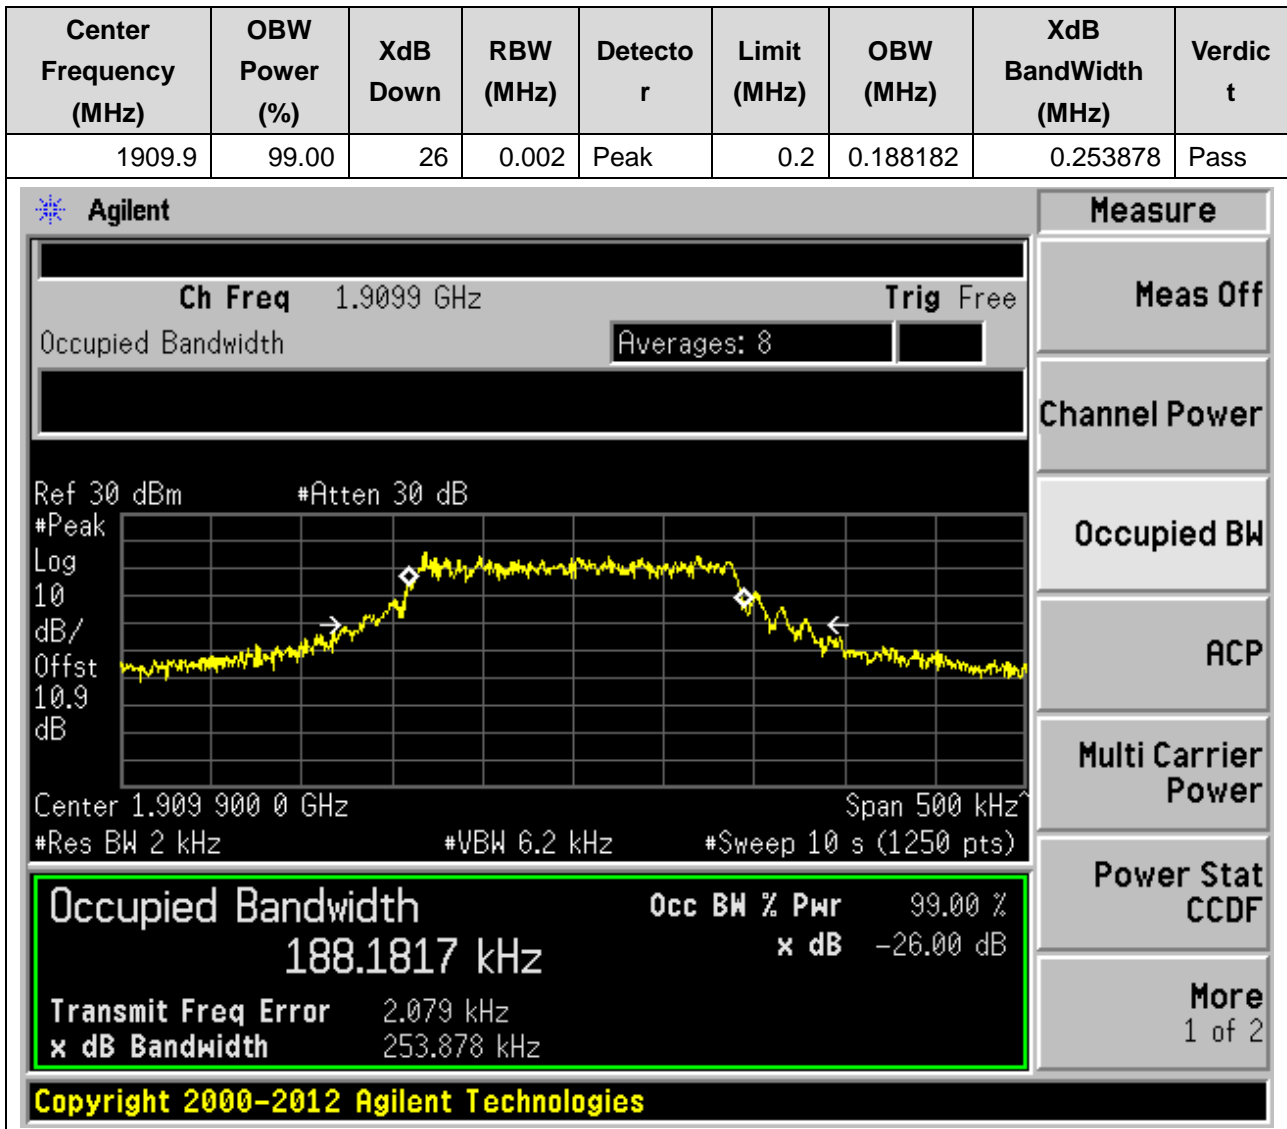 Center Frequency (MHz) OBW Power (%) XdB Down RBW (MHz) Detecto r Limit (MHz) OBW (MHz) XdB BandWidth (MHz) Verdic t
1909.9 99.00 26 0.002 Peak 0.2 0.188182 0.253878 Pass
Agilent
Measure
Ch Freq 1.9099 GHz Trig Free
Meas Off
Occupied Bandwidth Averages: 8
Channel Power
Ref 30 dBm #Atten 30 dB
#Peak
Log
10
dB/
Offst
10.9
dB
Occupied BW
ACP
Multi Carrier
Power
Center 1.909 900 0 GHz Span 500 kHz^
#Res BW 2 kHz #VBW 6.2 kHz #Sweep 10 s (1250 pts)
Power Stat
CCDF
Occupied Bandwidth Occ BW % Pwr 99.00 %
188.1817 kHz x dB -26.00 dB
Transmit Freq Error 2.079 kHz
x dB Bandwidth 253.878 kHz
More
1 of 2
Copyright 2000-2012 Agilent Technologies